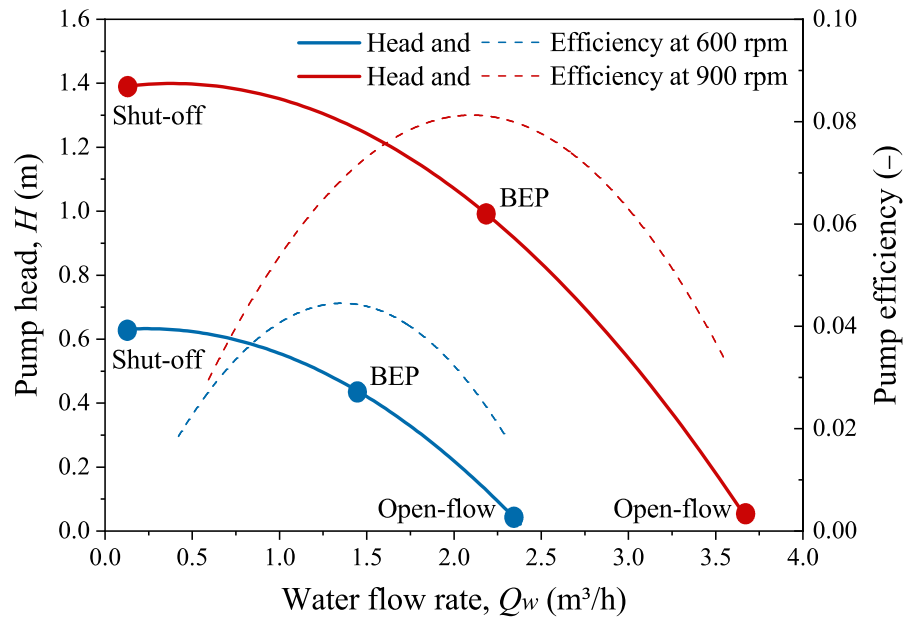 Head and Efficiency at 600 rpm
Head and Efficiency at 900 rpm
Pump head, H (m)
1.6
1.4
1.2
1.0
0.8
0.6
0.4
0.2
0.0
Shut-off
BEP
Open-flow
Shut-off
BEP
Open-flow
0.10
0.08
0.06
0.04
0.02
0.00
Pump efficiency (–)
0.0 0.5 1.0 1.5 2.0 2.5 3.0 3.5 4.0
Water flow rate, Qw (m³/h)